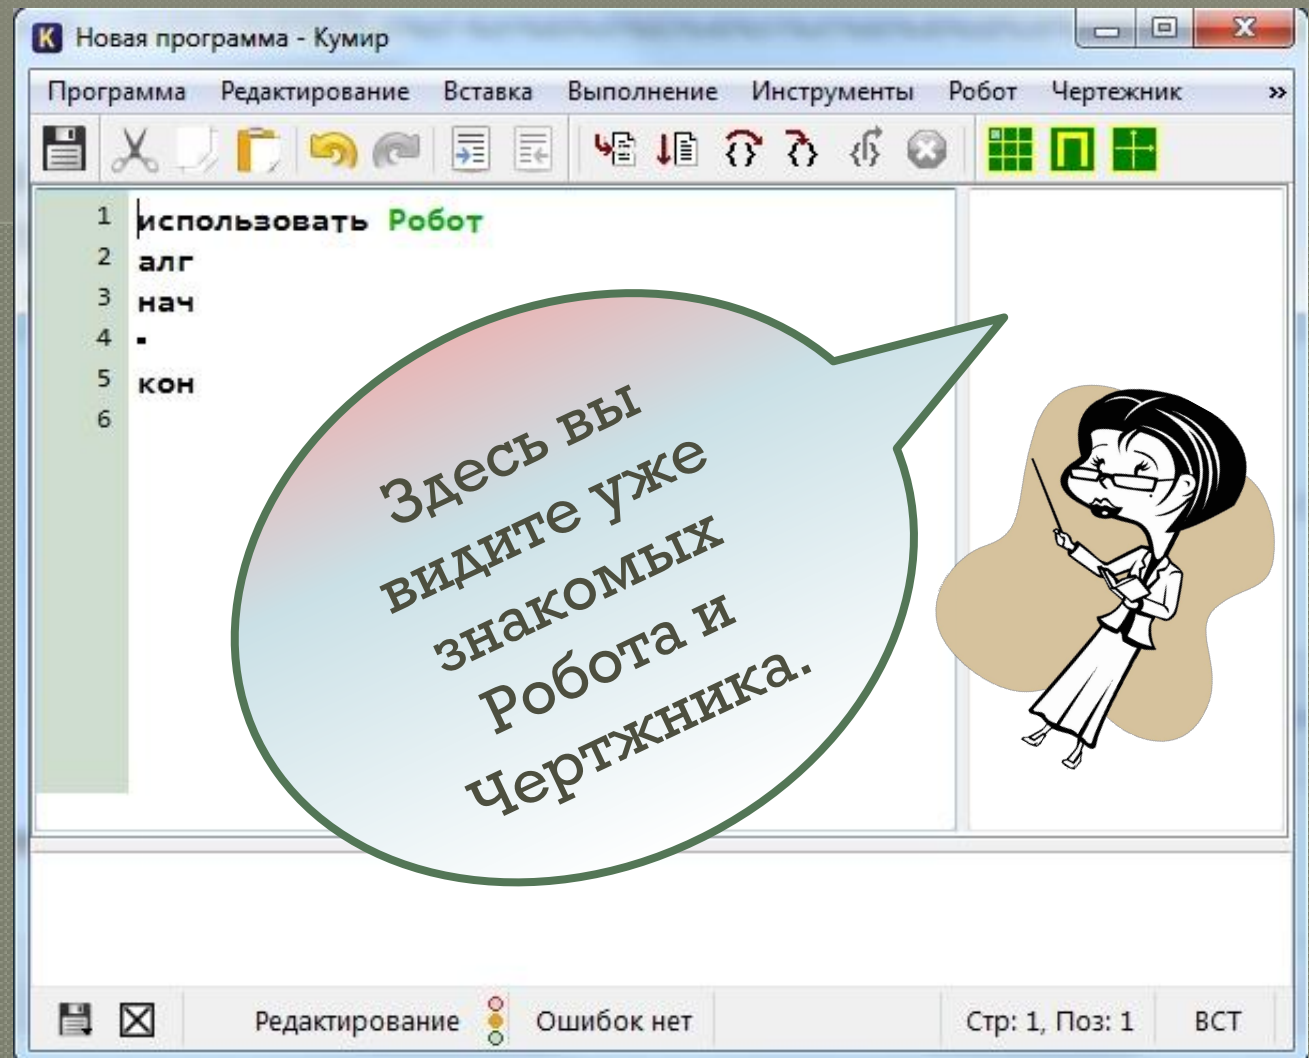 Новая программа - Кумир
Программа Редактирование Вставка Выполнение Инструменты Робот Чертежник »
1 использовать Робот
2 алг
3 нач
4 ▪
5 кон
6
Здесь вы
видите уже
знакомых
Робота и
Чертжника.
Редактирование Ошибок нет Стр: 1, Поз: 1 ВСТ